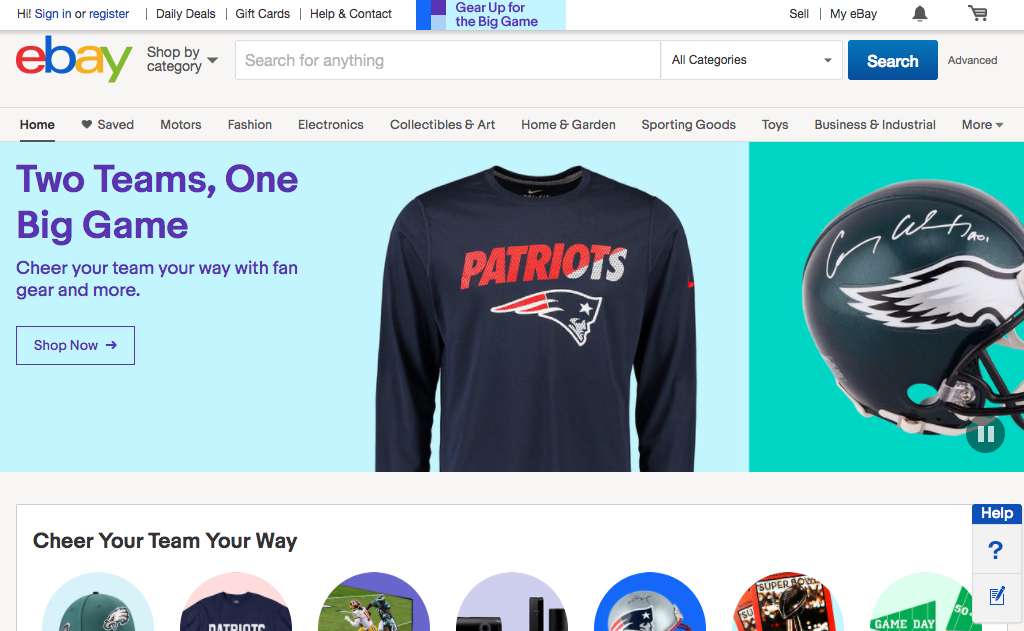 Hi! Sign in or register
Daily Deals
Gift Cards
Help & Contact
Gear Up for
the Big Game
Sell
My eBay
ebay
Shop by
category
Search for anything
All Categories
Search
Advanced
Home
Saved
Motors
Fashion
Electronics
Collectibles & Art
Home & Garden
Sporting Goods
Toys
Business & Industrial
More
Two Teams, One
Big Game
Cheer your team your way with fan
gear and more.
Shop Now
PATRIOTS
Help
?
Cheer Your Team Your Way
PATRIOTS
SUPER BOWL
GAME DAY
50